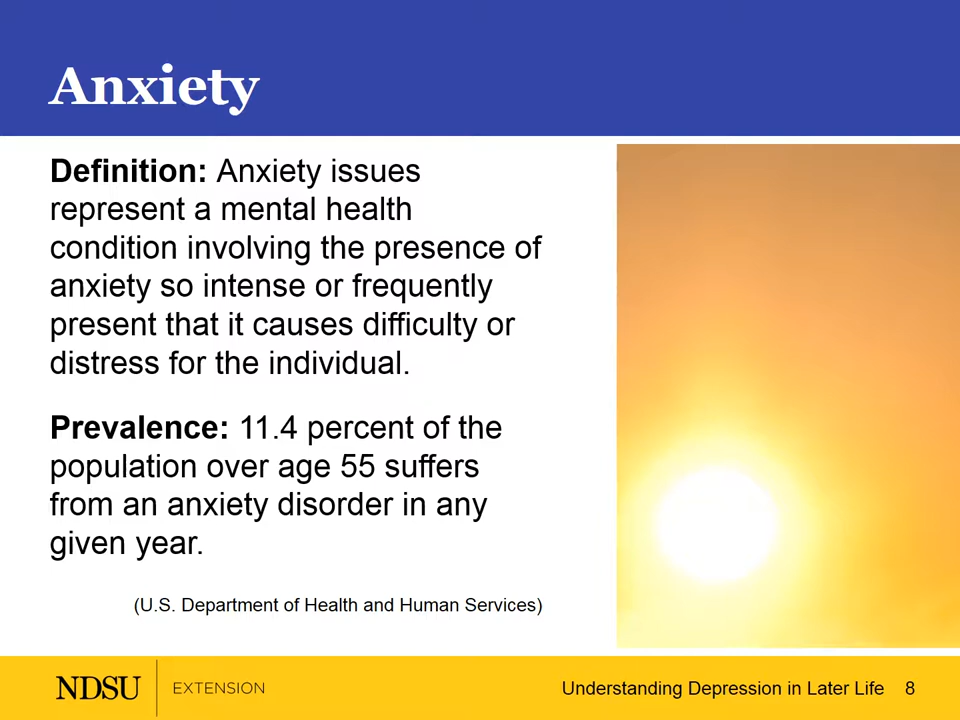 Anxiety
Definition: Anxiety issues
represent a mental health
condition involving the presence of
anxiety so intense or frequently
present that it causes difficulty or
distress for the individual.
Prevalence: 11.4 percent of the
population over age 55 suffers
from an anxiety disorder in any
given year.
(U.S. Department of Health and Human Services)
NDSU EXTENSION
Understanding Depression in Later Life 8